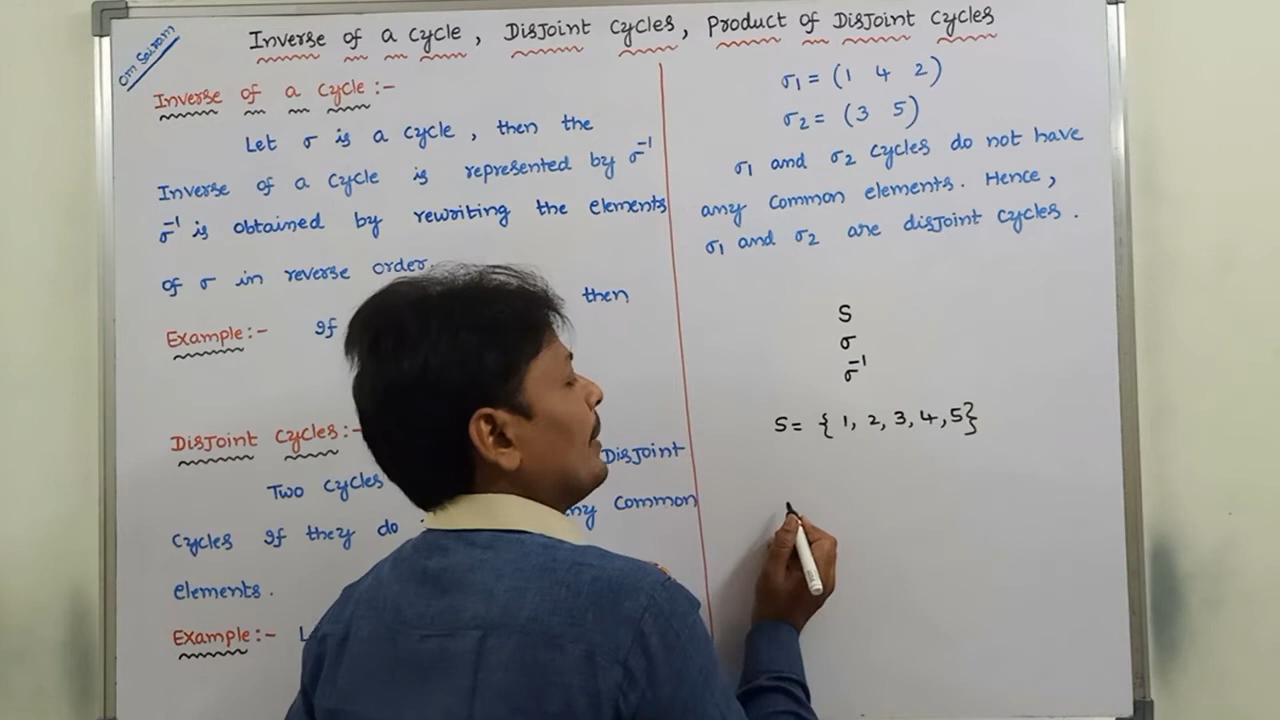 Om Sairam
Inverse of a cycle, Disjoint Cycles, Product of Disjoint cycles
Inverse of a cycle:-
Let σ is a cycle, then the
Inverse of a cycle is represented by σ⁻¹
σ⁻¹ is obtained by rewriting the elements
of σ in reverse order.
Example:- If then
Disjoint cycles:-
Two cycles Disjoint
cycles if they do any common
elements.
Example:-
σ1 = (1 4 2)
σ2 = (3 5)
σ1 and σ2 cycles do not have
any common elements. Hence,
σ1 and σ2 are disjoint cycles.
S
σ
σ⁻¹
S = {1, 2, 3, 4, 5}